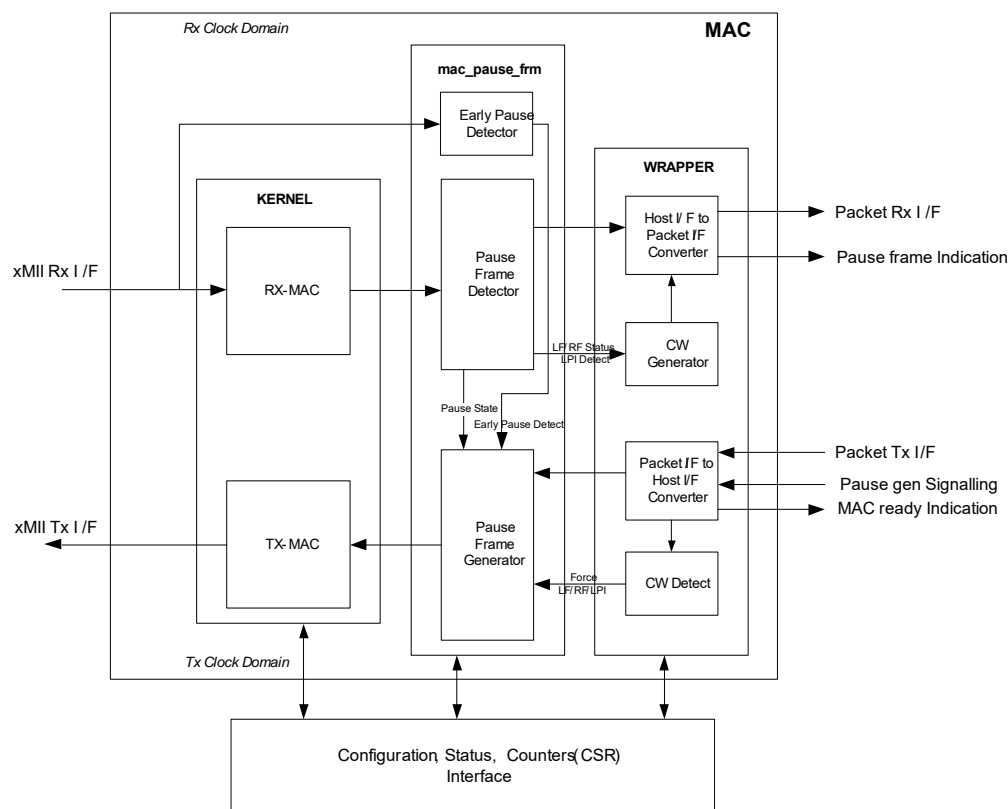 Rx Clock Domain
MAC
mac_pause_frm
Early Pause
Detector
WRAPPER
KERNEL
Host I/F to
Packet I/F
Converter
Packet Rx I/F
Pause frame Indication
xMII Rx I/F
RX-MAC
Pause
Frame
Detector
LF/RF Status
LPI Detect
CW
Generator
Pause State
Early Pause Detect
Packet I/F to
Host I/F
Converter
Packet Tx I/F
Pause gen Signalling
MAC ready Indication
xMII Tx I/F
TX-MAC
Pause
Frame
Generator
Force
LF/RF/LPI
CW Detect
Tx Clock Domain
Configuration, Status, Counters(CSR)
Interface